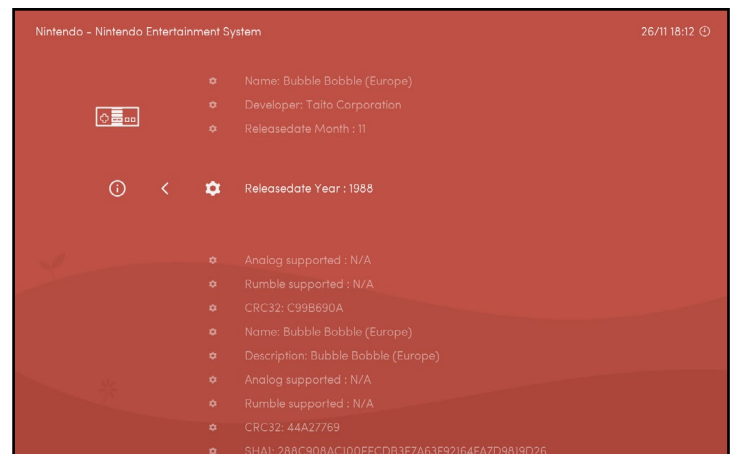 Nintendo - Nintendo Entertainment System
26/11 18:12
Name: Bubble Bobble (Europe)
Developer: Taito Corporation
Releasedate Month : 11
Releasedate Year : 1988
Analog supported : N/A
Rumble supported : N/A
CRC32: C99B690A
Name: Bubble Bobble (Europe)
Description: Bubble Bobble (Europe)
Analog supported : N/A
Rumble supported : N/A
CRC32: 44A27769
SHA1: